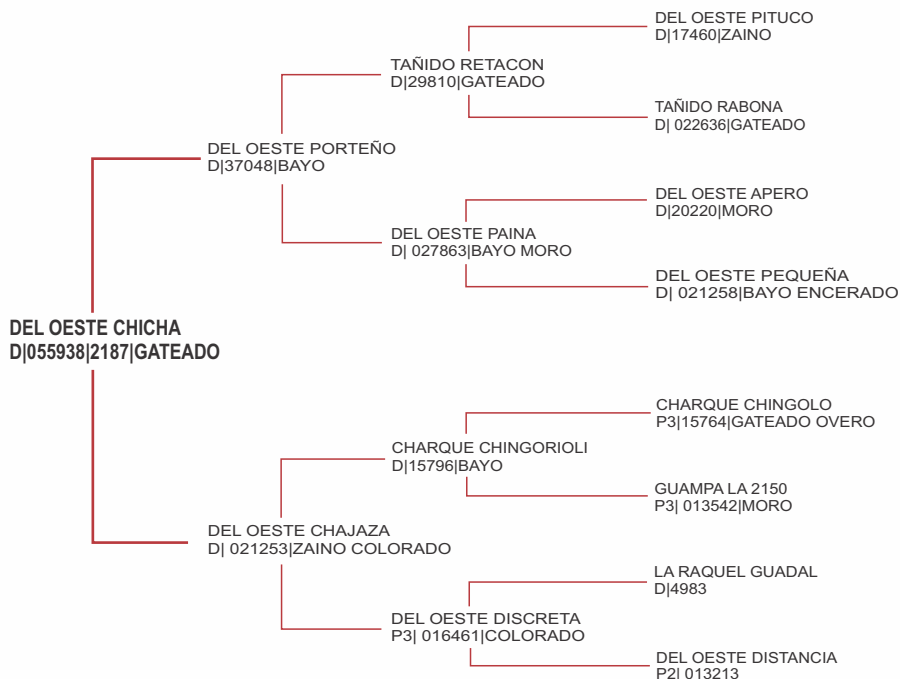 DEL OESTE PITUCO
D|17460|ZAINO
TAÑIDO RETACON
D|29810|GATEADO
TAÑIDO RABONA
D| 022636|GATEADO
DEL OESTE PORTEÑO
D|37048|BAYO
DEL OESTE APERO
D|20220|MORO
DEL OESTE PAINA
D| 027863|BAYO MORO
DEL OESTE PEQUEÑA
D| 021258|BAYO ENCERADO
DEL OESTE CHICHA
D|055938|2187|GATEADO
CHARQUE CHINGOLO
P3|15764|GATEADO OVERO
CHARQUE CHINGORIOLI
D|15796|BAYO
GUAMPA LA 2150
P3| 013542|MORO
DEL OESTE CHAJAZA
D| 021253|ZAINO COLORADO
LA RAQUEL GUADAL
D|4983
DEL OESTE DISCRETA
P3| 016461|COLORADO
DEL OESTE DISTANCIA
P2| 013213